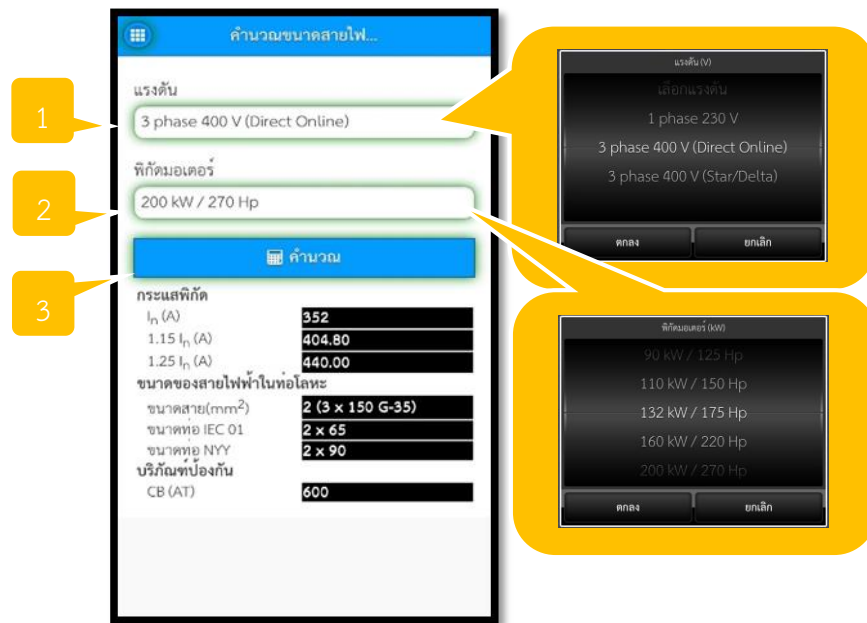 คำนวณขนาดสายไฟ...
แรงดัน
1
3 phase 400 V (Direct Online)
พิกัดมอเตอร์
2
200 kW / 270 Hp
คำนวณ
3
กระแสพิกัด
In (A) 352
1.15 In (A) 404.80
1.25 In (A) 440.00
ขนาดของสายไฟฟ้าในท่อโลหะ
ขนาดสาย(mm²) 2 (3 x 150 G-35)
ขนาดท่อ IEC 01 2 x 65
ขนาดท่อ NYY 2 x 90
บริภัณฑ์ป้องกัน
CB (AT) 600
แรงดัน (V)
เลือกแรงดัน
1 phase 230 V
3 phase 400 V (Direct Online)
3 phase 400 V (Star/Delta)
ตกลง ยกเลิก
พิกัดมอเตอร์ (kW)
90 kW / 125 Hp
110 kW / 150 Hp
132 kW / 175 Hp
160 kW / 220 Hp
200 kW / 270 Hp
ตกลง ยกเลิก